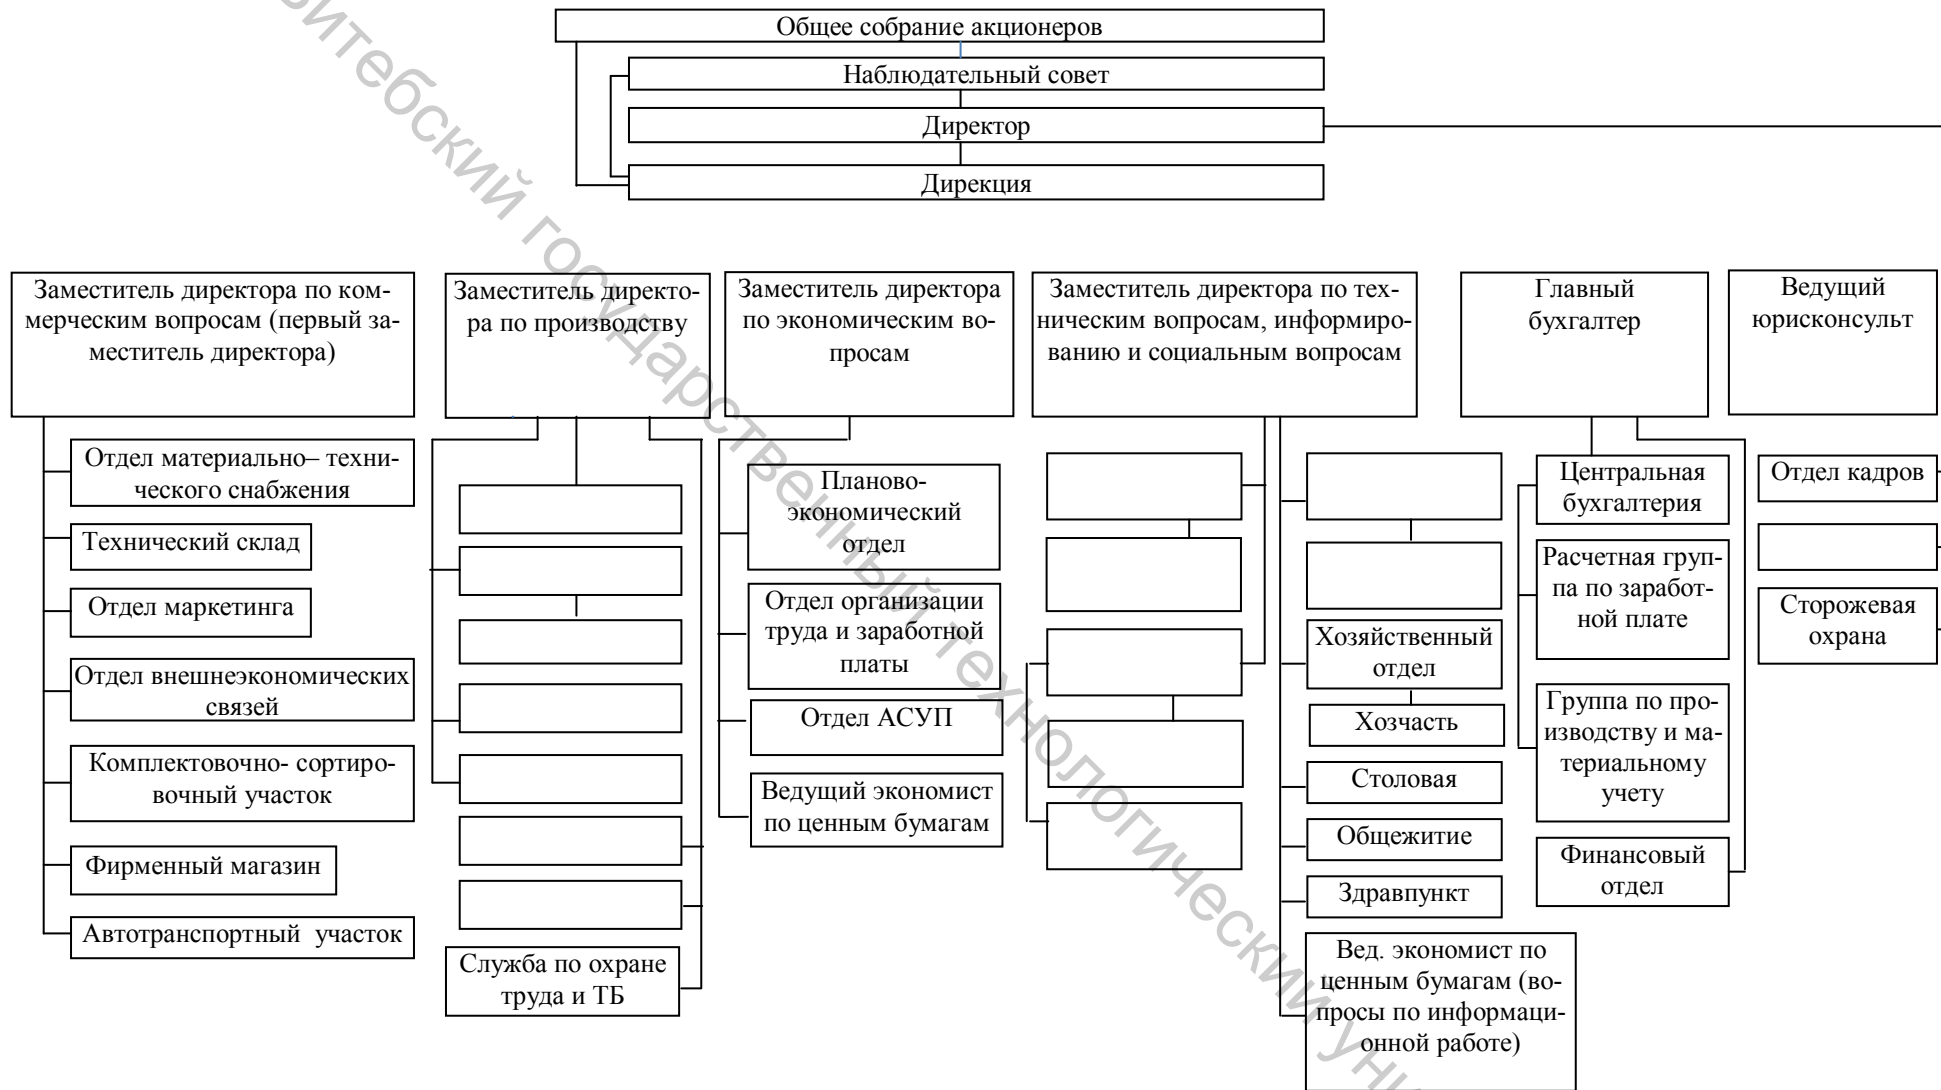 Общее собрание акционеров
Наблюдательный совет
Директор
Дирекция
Заместитель директора по ком-
мерческим вопросам (первый за-
меститель директора)
Заместитель директо-
ра по производству
Заместитель директора
по экономическим во-
просам
Заместитель директора по тех-
ническим вопросам, информиро-
ванию и социальным вопросам
Главный
бухгалтер
Ведущий
юрисконсульт
Отдел материально– техни-
ческого снабжения
Технический склад
Отдел маркетинга
Отдел внешнеэкономических
связей
Комплектовочно- сортиро-
вочный участок
Фирменный магазин
Автотранспортный участок
Служба по охране
труда и ТБ
Планово-
экономический
отдел
Отдел организации
труда и заработной
платы
Отдел АСУП
Ведущий экономист
по ценным бумагам
Хозяйственный
отдел
Хозчасть
Столовая
Общежитие
Здравпункт
Вед. экономист по
ценным бумагам (во-
просы по информаци-
онной работе)
Центральная
бухгалтерия
Расчетная груп-
па по заработ-
ной плате
Группа по про-
изводству и ма-
териальному
учету
Финансовый
отдел
Отдел кадров
Сторожевая
охрана
государственный технологический